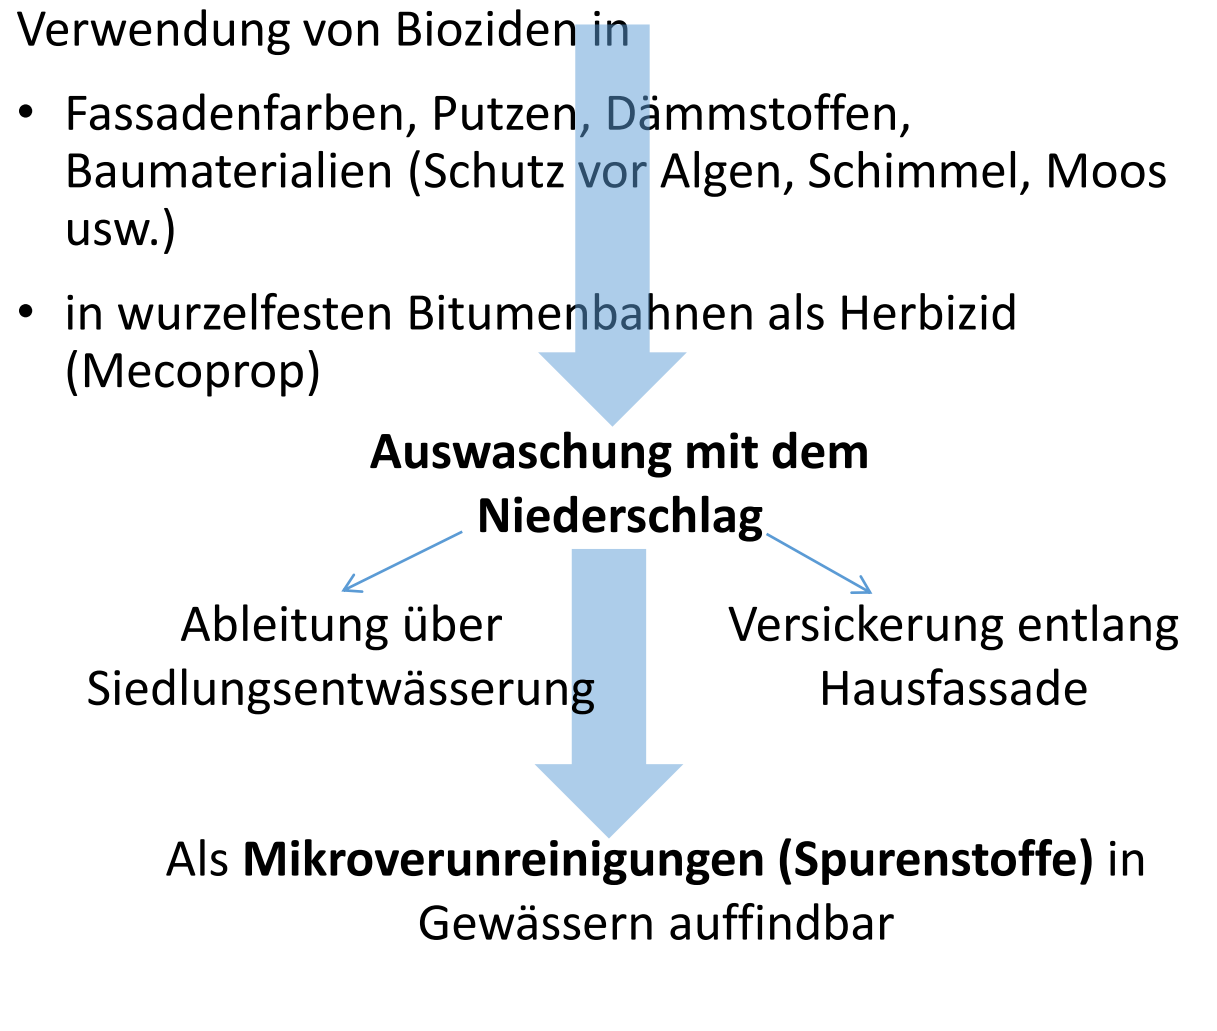 Verwendung von Bioziden in
• Fassadenfarben, Putzen, Dämmstoffen,
Baumaterialien (Schutz vor Algen, Schimmel, Moos
usw.)
• in wurzelfesten Bitumenbahnen als Herbizid
(Mecoprop)
Auswaschung mit dem
Niederschlag
Ableitung über
Siedlungsentwässerung
Versickerung entlang
Hausfassade
Als Mikroverunreinigungen (Spurenstoffe) in
Gewässern auffindbar